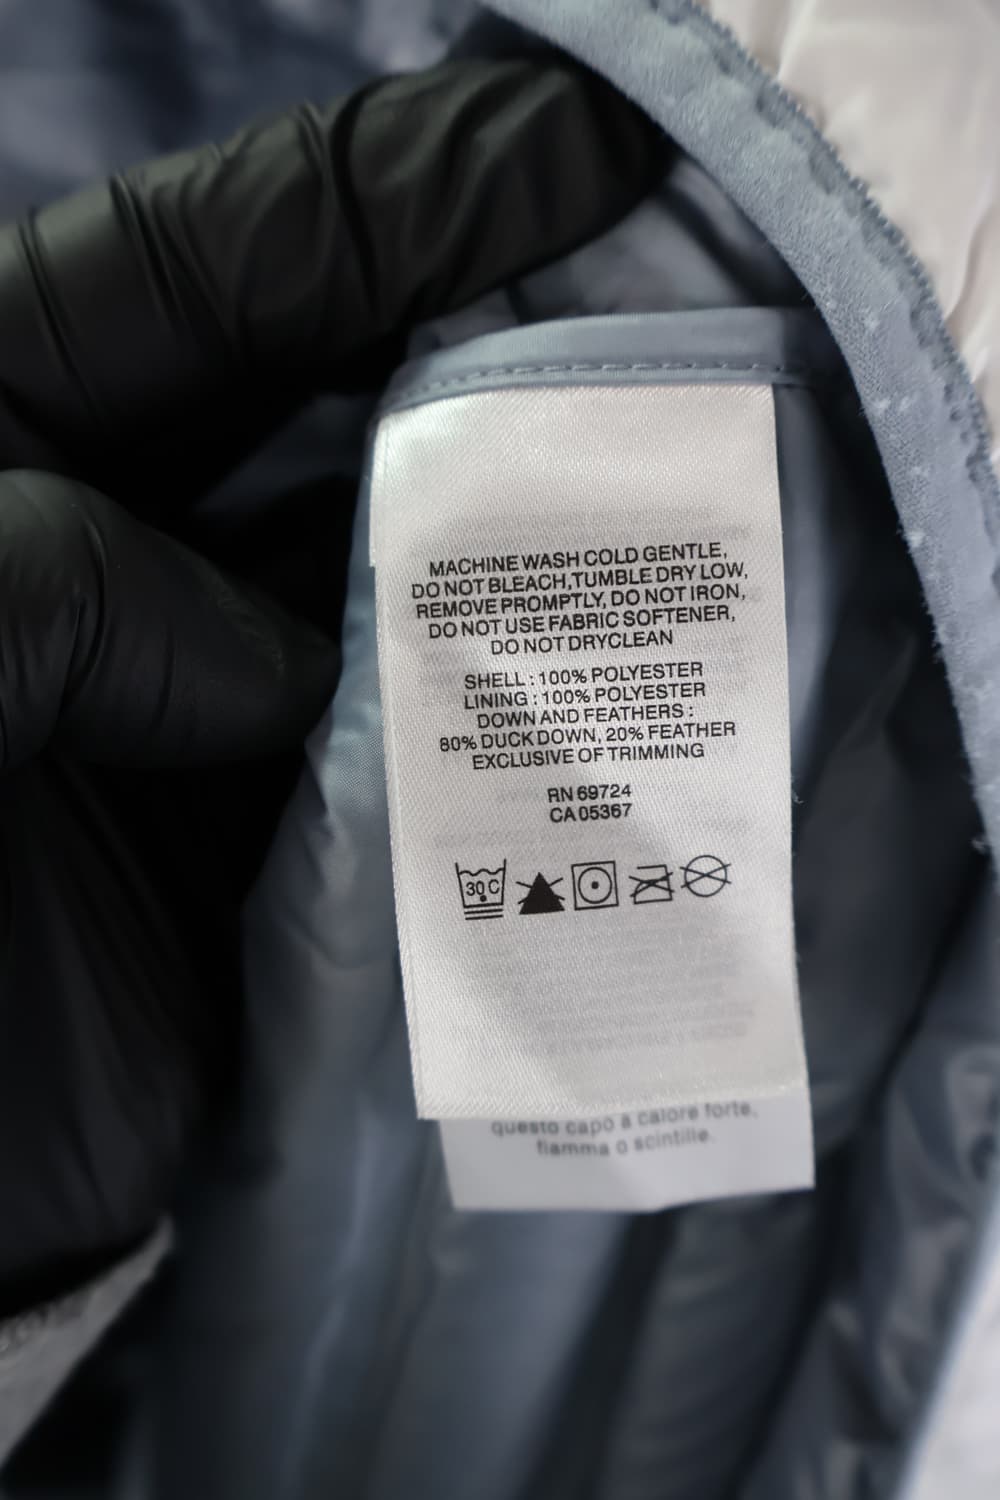 MACHINE WASH COLD GENTLE,
DO NOT BLEACH,TUMBLE DRY LOW,
REMOVE PROMPTLY, DO NOT IRON,
DO NOT USE FABRIC SOFTENER,
DO NOT DRYCLEAN
SHELL : 100% POLYESTER
LINING : 100% POLYESTER
DOWN AND FEATHERS :
80% DUCK DOWN, 20% FEATHER
EXCLUSIVE OF TRIMMING
RN 69724
CA 05367
30 C
questo capo a calore forte,
fiamma o scintille.